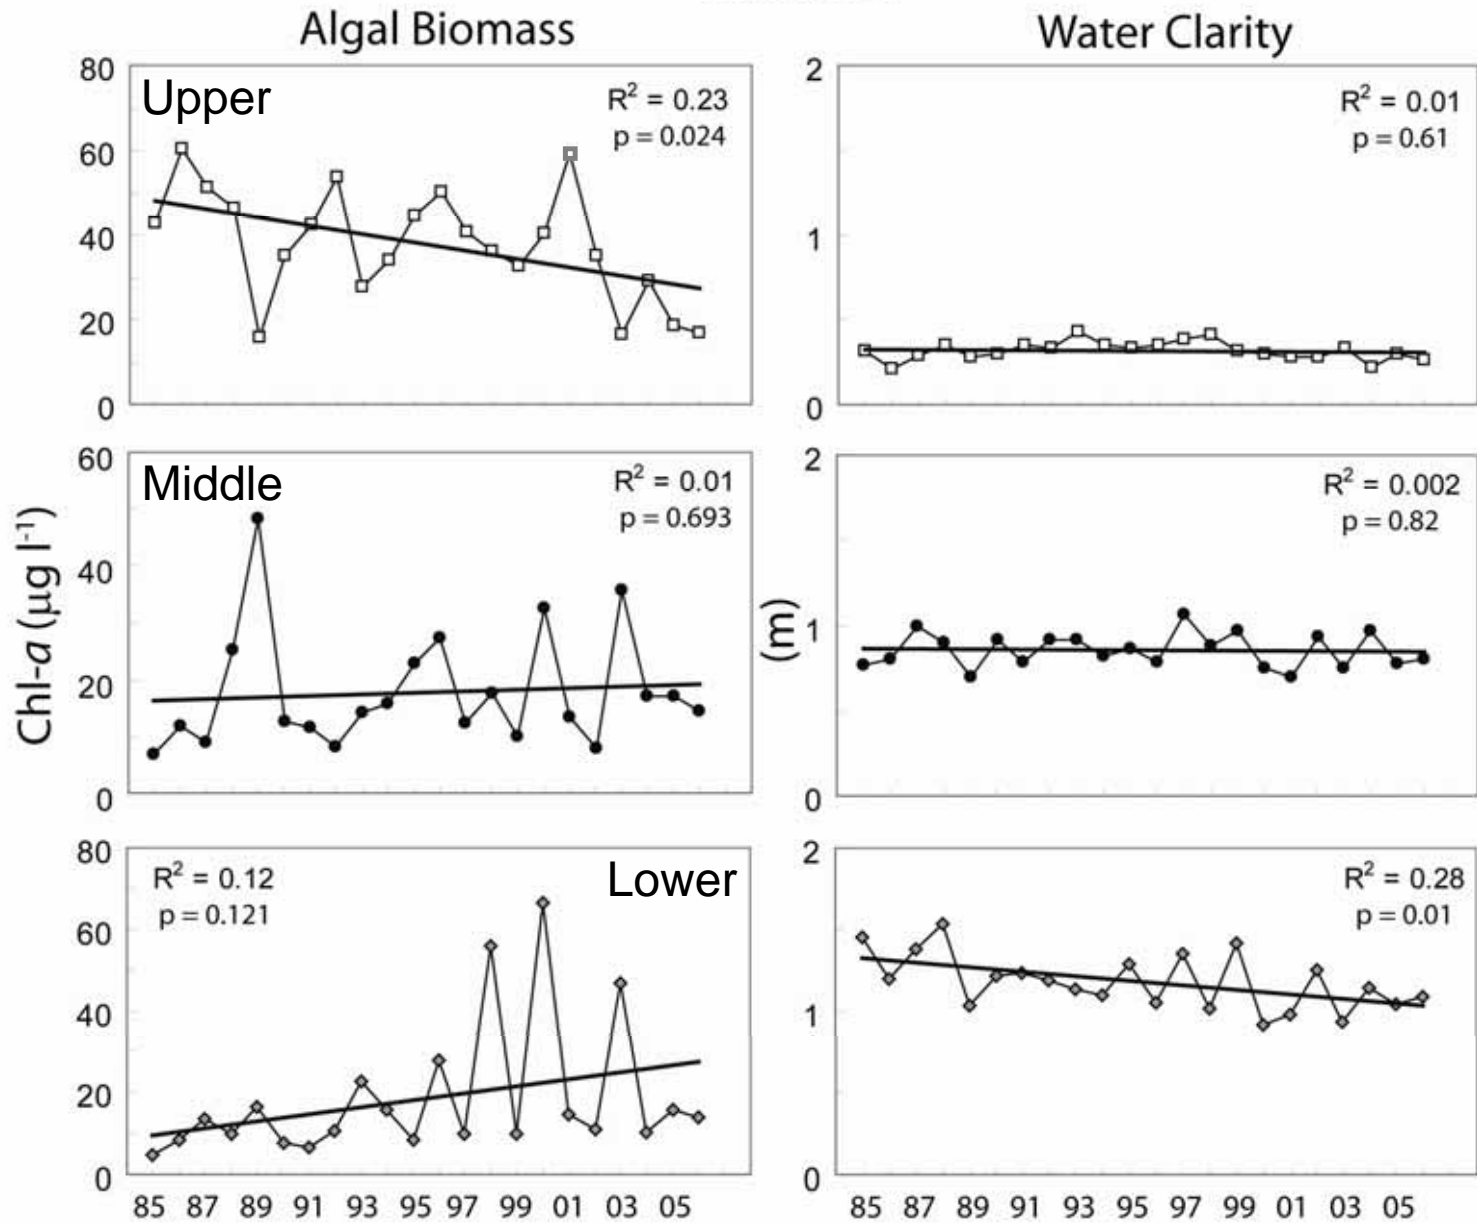 Algal Biomass
Water Clarity
80
60
40
20
0
Upper
R² = 0.23
p = 0.024
2
1
0
R² = 0.01
p = 0.61
Chl-a (µg l⁻¹)
60
40
20
0
Middle
R² = 0.01
p = 0.693
(m)
2
1
0
R² = 0.002
p = 0.82
80
60
40
20
0
R² = 0.12
p = 0.121
Lower
2
1
0
R² = 0.28
p = 0.01
85 87 89 91 93 95 97 99 01 03 05
85 87 89 91 93 95 97 99 01 03 05